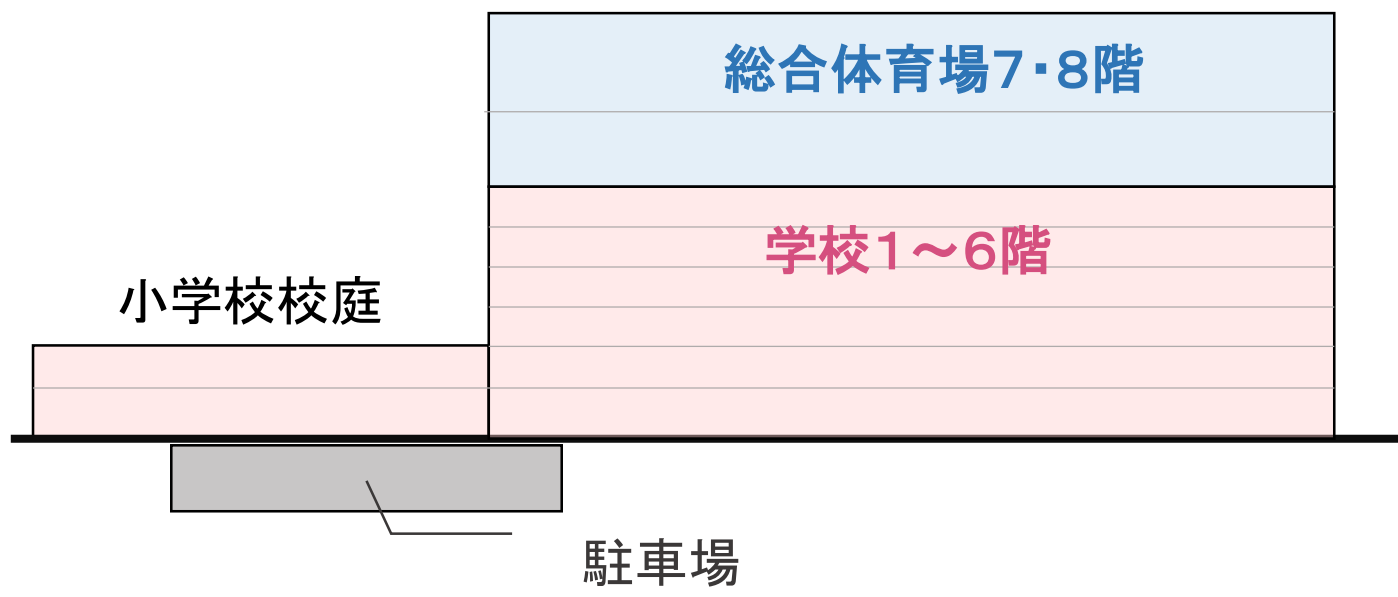 総合体育場７・８階
学校１～６階
小学校校庭
駐車場